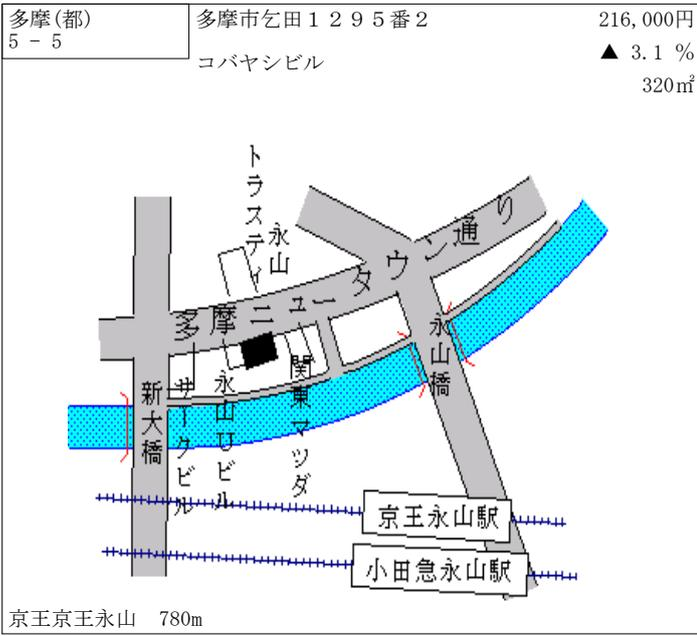 多摩(都)
5 - 5
多摩市乞田１２９５番２
216,000円
コバヤシビル
▲ 3.1 %
320㎡
トラスティ
永山
多摩ニュータウン通り
永山橋
新大橋
サークビル
永山Uビル
関東マツダ
京王永山駅
小田急永山駅
京王京王永山　780m